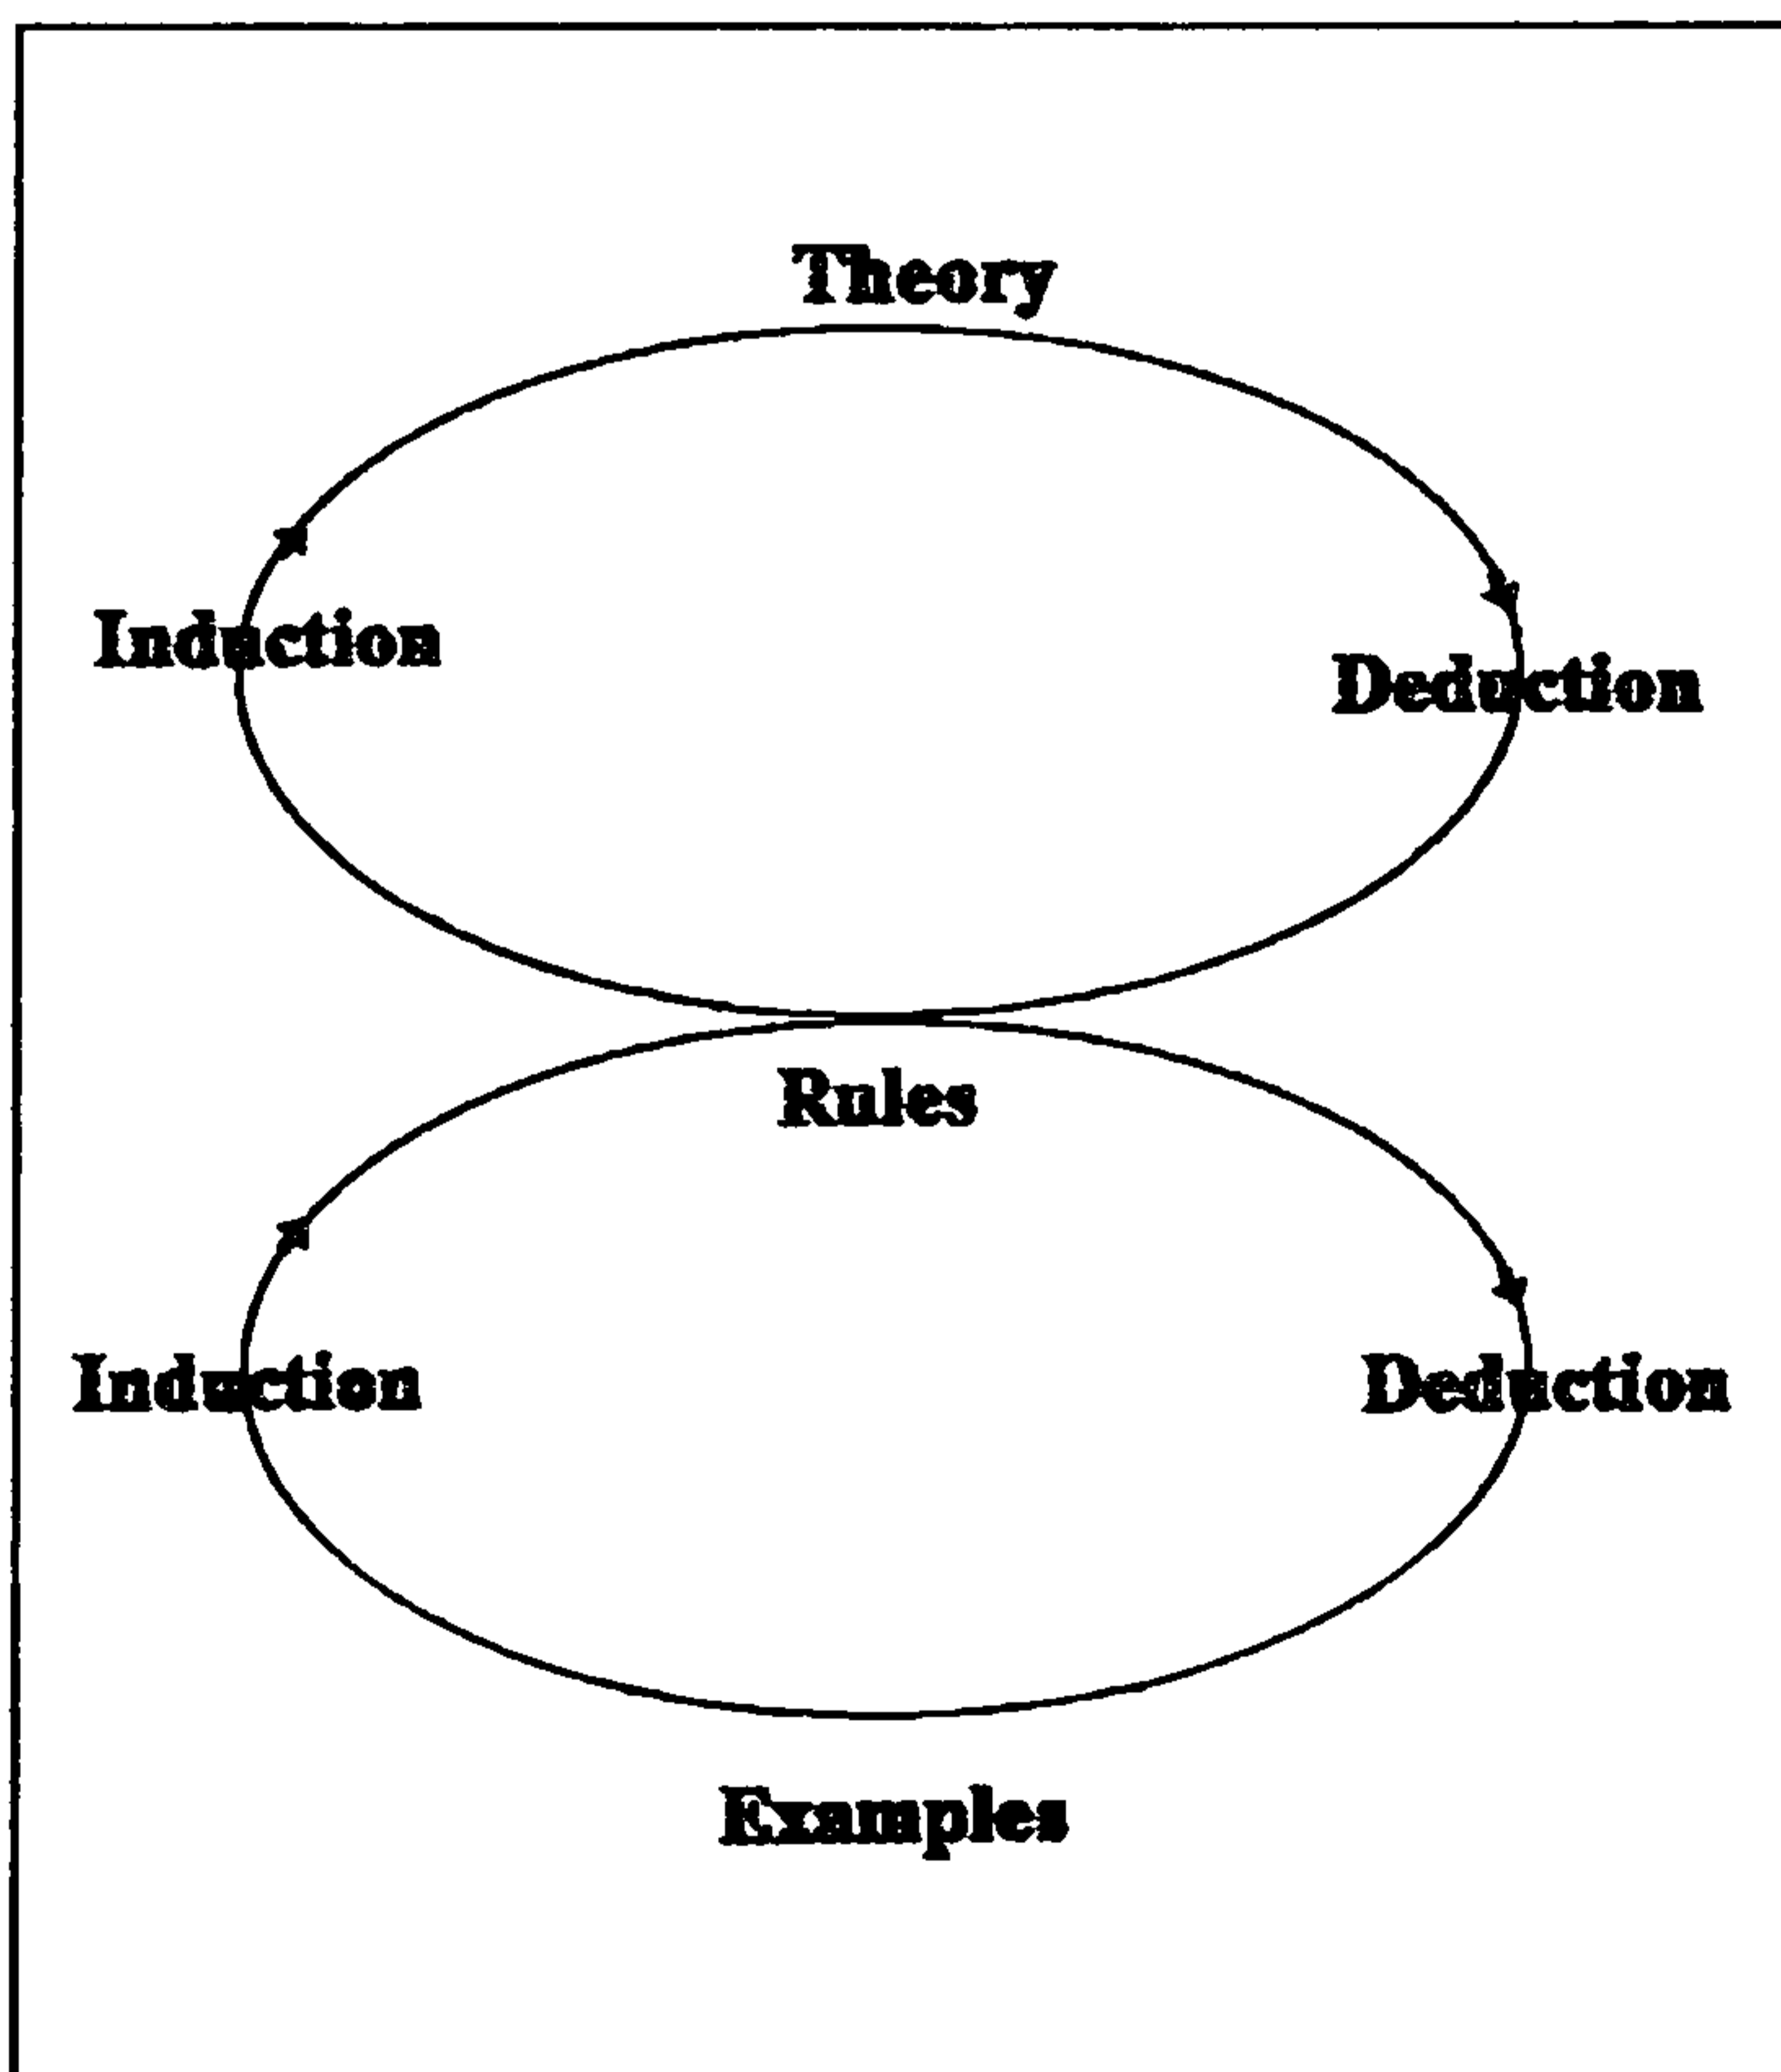 Theory
Induction
Deduction
Rules
Induction
Deduction
Examples